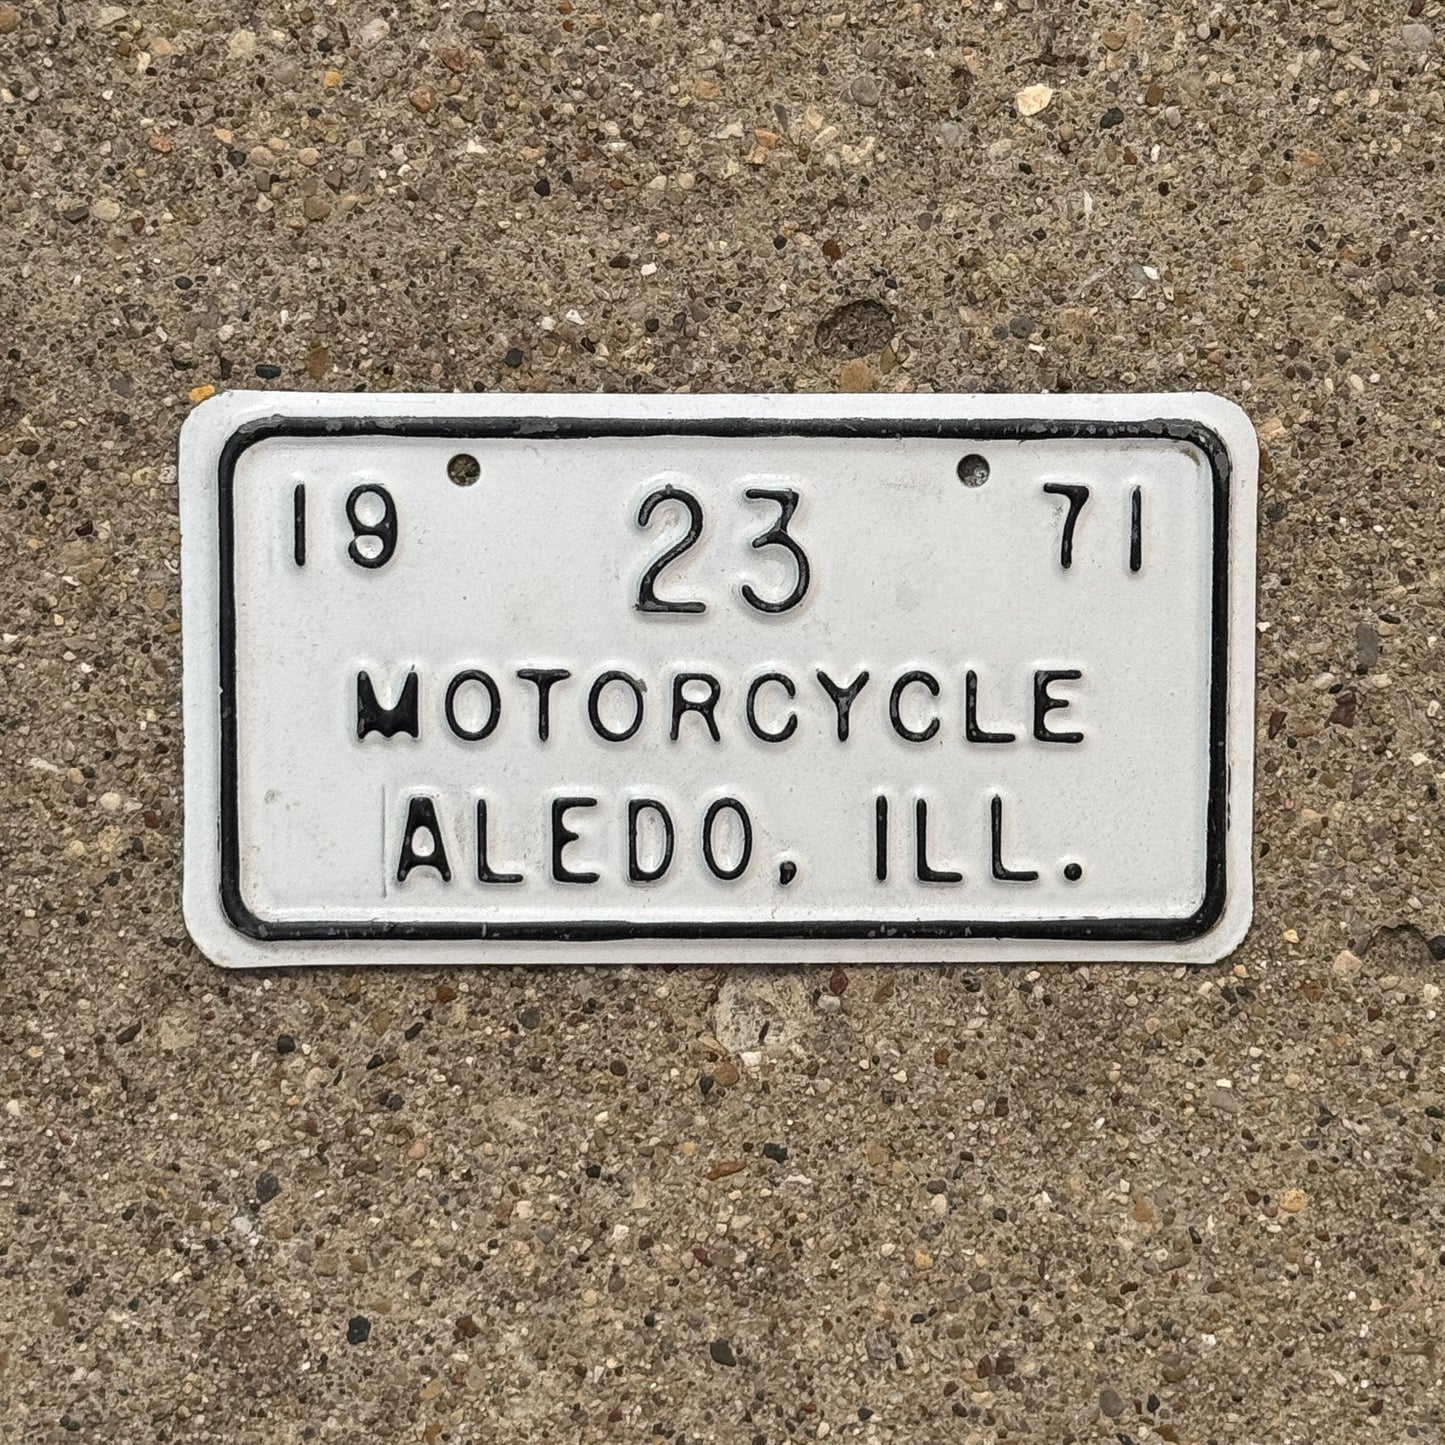 19 23 71
MOTORCYCLE
ALEDO, ILL.